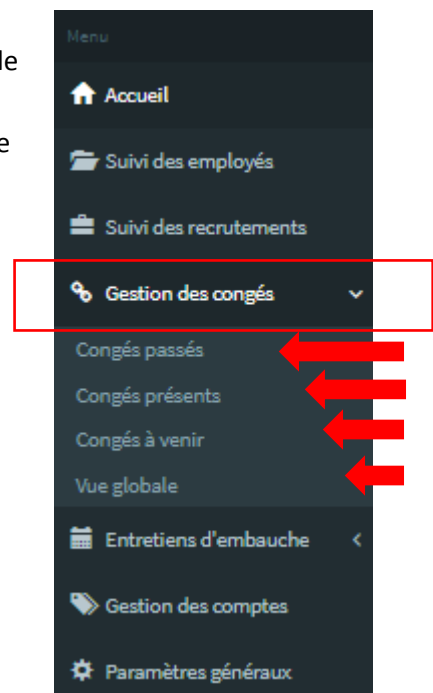 Menu
le
Accueil
e
Suivi des employés
Suivi des recrutements
Gestion des congés
Congés passés
Congés présents
Congés à venir
Vue globale
Entretiens d'embauche
Gestion des comptes
Paramètres généraux